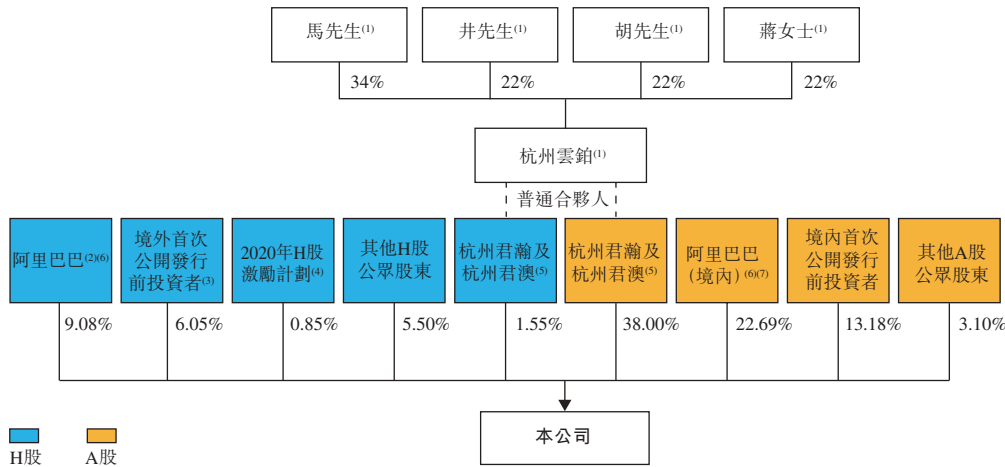 馬先生(1)
井先生(1)
胡先生(1)
蔣女士(1)
34%
22%
22%
22%
杭州雲鉑(1)
普通合夥人
阿里巴巴(2)(6)
境外首次
公開發行
前投資者(3)
2020年H股
激勵計劃(4)
其他H股
公眾股東
杭州君瀚及
杭州君澳(5)
杭州君瀚及
杭州君澳(5)
阿里巴巴
(境內)(6)(7)
境內首次
公開發行
前投資者
其他A股
公眾股東
9.08%
6.05%
0.85%
5.50%
1.55%
38.00%
22.69%
13.18%
3.10%
本公司
H股
A股